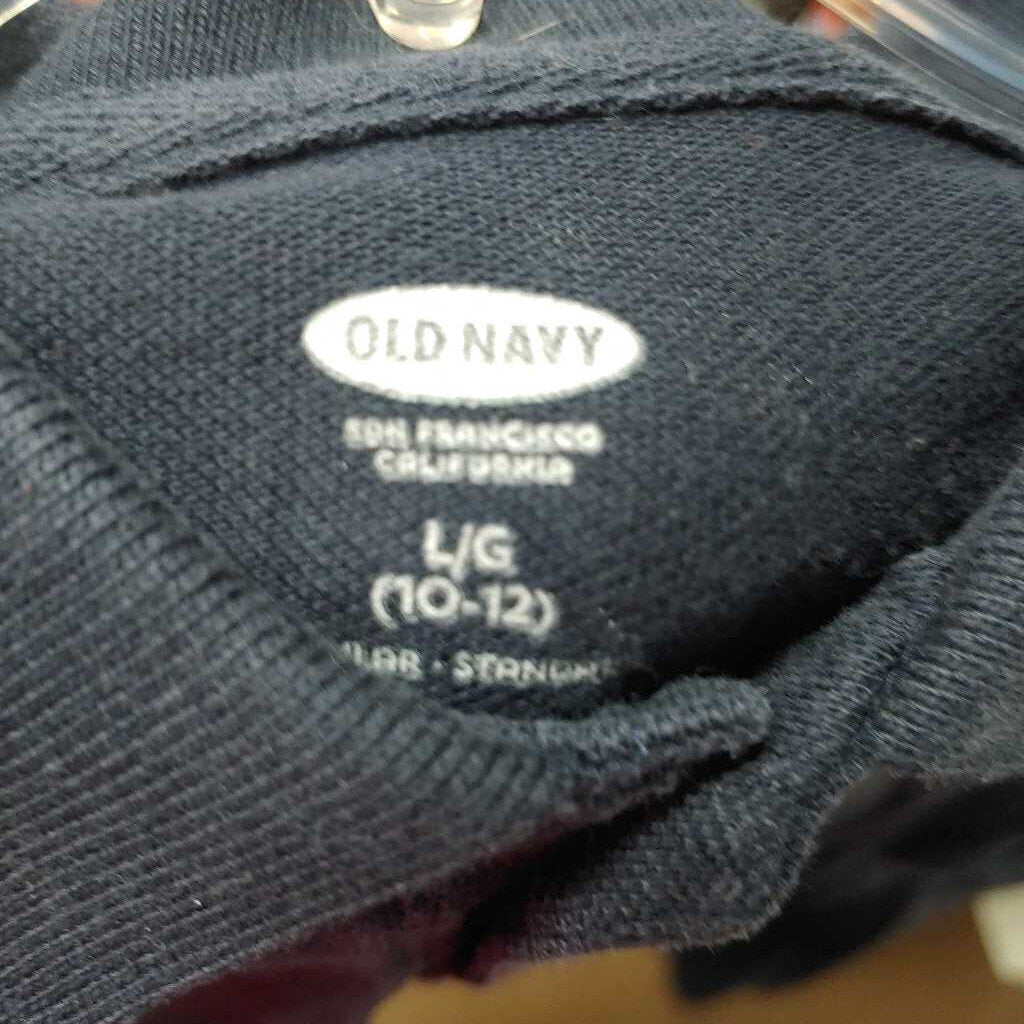 OLD NAVY
SAN FRANCISCO
CALIFORNIA
L/G
(10-12)